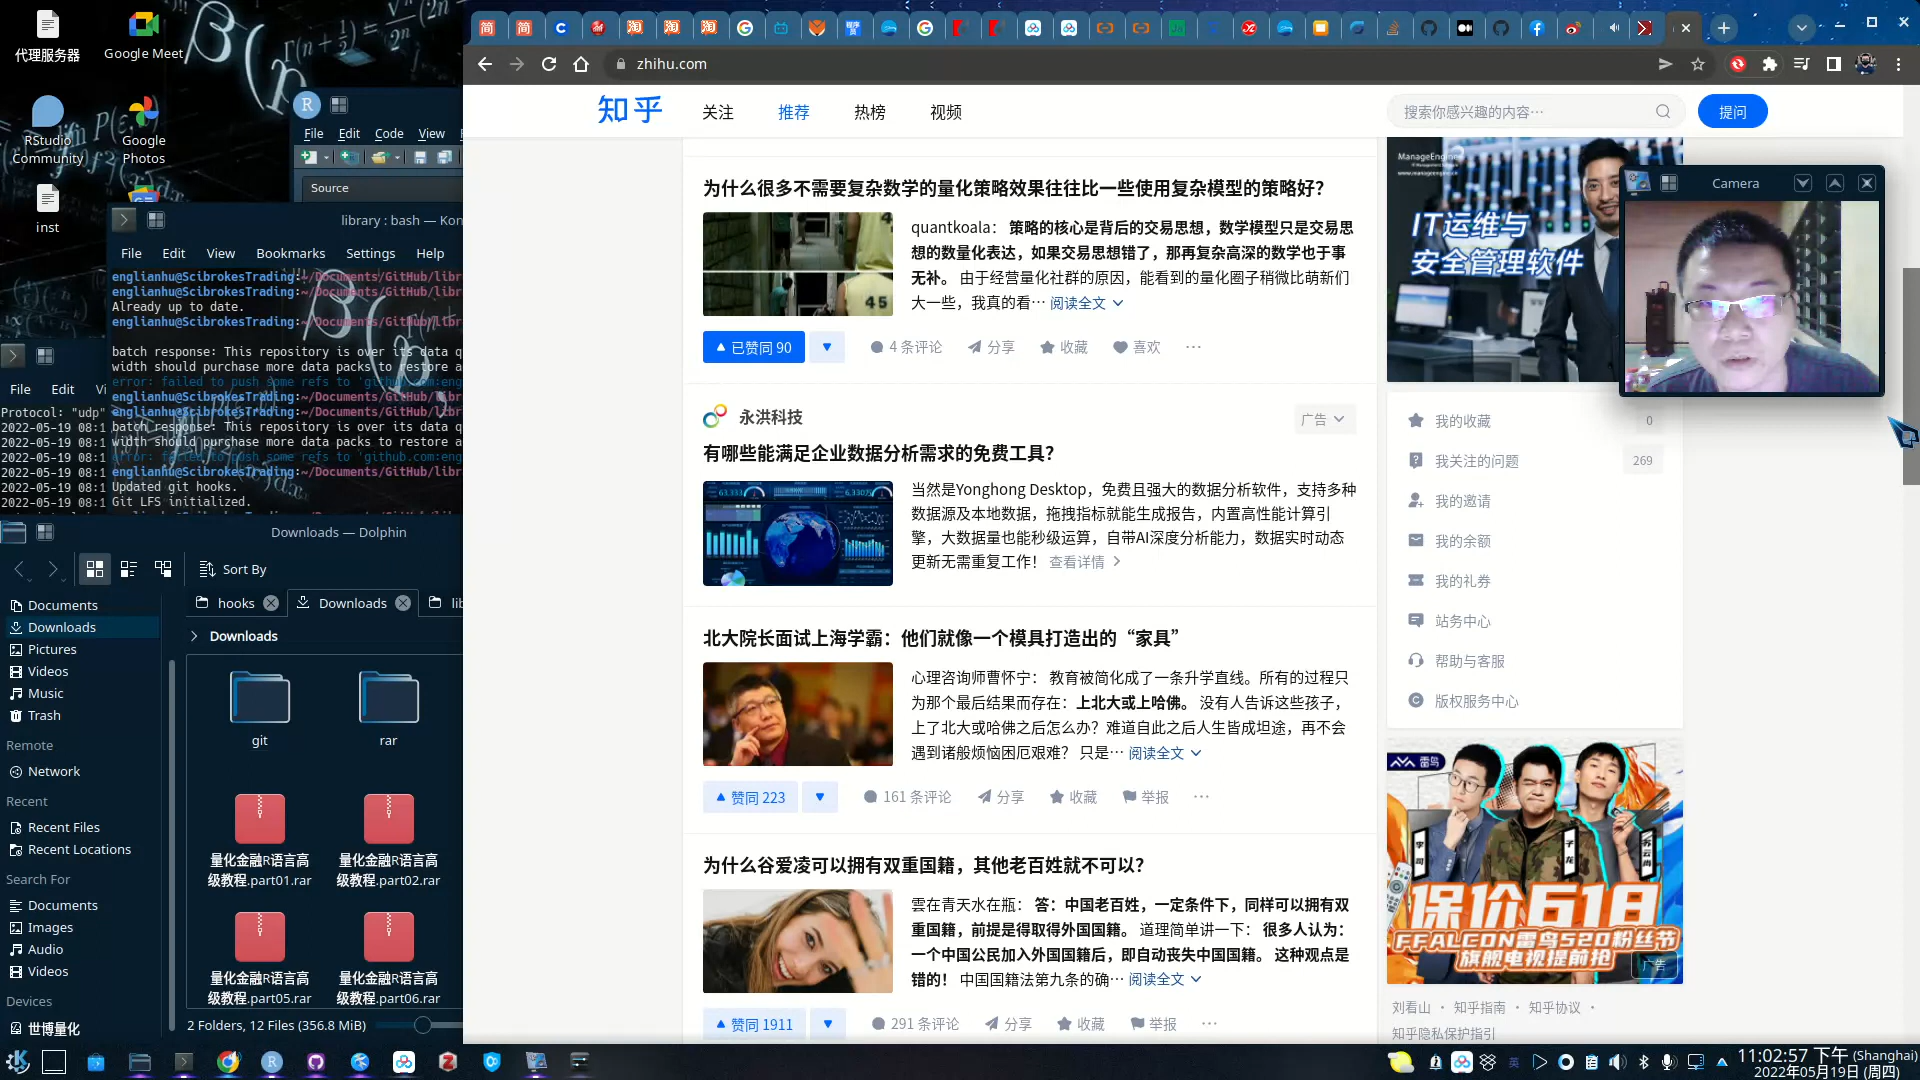 代理服务器
Google Meet
RStudio
Community
Google
Photos
inst
File Edit Code View
Source
library : bash — Kon
File Edit View Bookmarks Settings Help
englianhu@ScibrokesTrading:~/Documents/GitHub/libr
englianhu@ScibrokesTrading:~/Documents/GitHub/libr
Already up to date.
englianhu@ScibrokesTrading:~/Documents/GitHub/libr
batch response: This repository is over its data q
width should purchase more data packs to restore a
error: failed to push some refs to 'github.com:eng
englianhu@ScibrokesTrading:~/Documents/GitHub/libr
englianhu@ScibrokesTrading:~/Documents/GitHub/libr
batch response: This repository is over its data q
width should purchase more data packs to restore a
error: failed to push some refs to 'github.com:eng
englianhu@ScibrokesTrading:~/Documents/GitHub/libr
Updated git hooks.
Git LFS initialized.
File Edit Vi
Protocol: "udp"
2022-05-19 08:1
2022-05-19 08:1
2022-05-19 08:1
2022-05-19 08:1
2022-05-19 08:1
2022-05-19 08:1
Downloads — Dolphin
Sort By
hooks Downloads lib
Downloads
Documents
Downloads
Pictures
Videos
Music
Trash
Remote
Network
Recent
Recent Files
Recent Locations
Search For
Documents
Images
Audio
Videos
Devices
世博量化
git rar
量化金融R语言高
级教程.part01.rar
量化金融R语言高
级教程.part02.rar
量化金融R语言高
级教程.part05.rar
量化金融R语言高
级教程.part06.rar
2 Folders, 12 Files (356.8 MiB)
zhihu.com
知乎 关注 推荐 热榜 视频
搜索你感兴趣的内容…
提问
为什么很多不需要复杂数学的量化策略效果往往比一些使用复杂模型的策略好？
quantkoala： 策略的核心是背后的交易思想，数学模型只是交易思
想的数量化表达，如果交易思想错了，那再复杂高深的数学也于事
无补。 由于经营量化社群的原因，能看到的量化圈子稍微比萌新们
大一些，我真的看… 阅读全文
已赞同 90 4 条评论 分享 收藏 喜欢
永洪科技
广告
有哪些能满足企业数据分析需求的免费工具？
当然是Yonghong Desktop，免费且强大的数据分析软件，支持多种
数据源及本地数据，拖拽指标就能生成报告，内置高性能计算引
擎，大数据量也能秒级运算，自带AI深度分析能力，数据实时动态
更新无需重复工作！ 查看详情
北大院长面试上海学霸：他们就像一个模具打造出的“家具”
心理咨询师曹怀宁： 教育被简化成了一条升学直线。所有的过程只
为那个最后结果而存在：上北大或上哈佛。 没有人告诉这些孩子，
上了北大或哈佛之后怎么办？难道自此之后人生皆成坦途，再不会
遇到诸般烦恼困厄艰难？ 只是… 阅读全文
赞同 223 161 条评论 分享 收藏 举报
为什么谷爱凌可以拥有双重国籍，其他老百姓就不可以？
雲在青天水在瓶： 答：中国老百姓，一定条件下，同样可以拥有双
重国籍，前提是得取得外国国籍。 道理简单讲一下： 很多人认为：
一个中国公民加入外国国籍后，即自动丧失中国国籍。 这种观点是
错的！ 中国国籍法第九条的确… 阅读全文
赞同 1911 291 条评论 分享 收藏 举报
ManageEngine
www.manageengine.cn
IT运维与
安全管理软件
Camera
我的收藏 0
我关注的问题 269
我的邀请
我的余额
我的礼券
站务中心
帮助与客服
版权服务中心
雷鸟
保价618
FFALCON雷鸟520粉丝节
旗舰电视提前抢
广告
刘看山 · 知乎指南 · 知乎协议 ·
知乎隐私保护指引
11:02:57 下午 (Shanghai)
2022年05月19日 (周四)